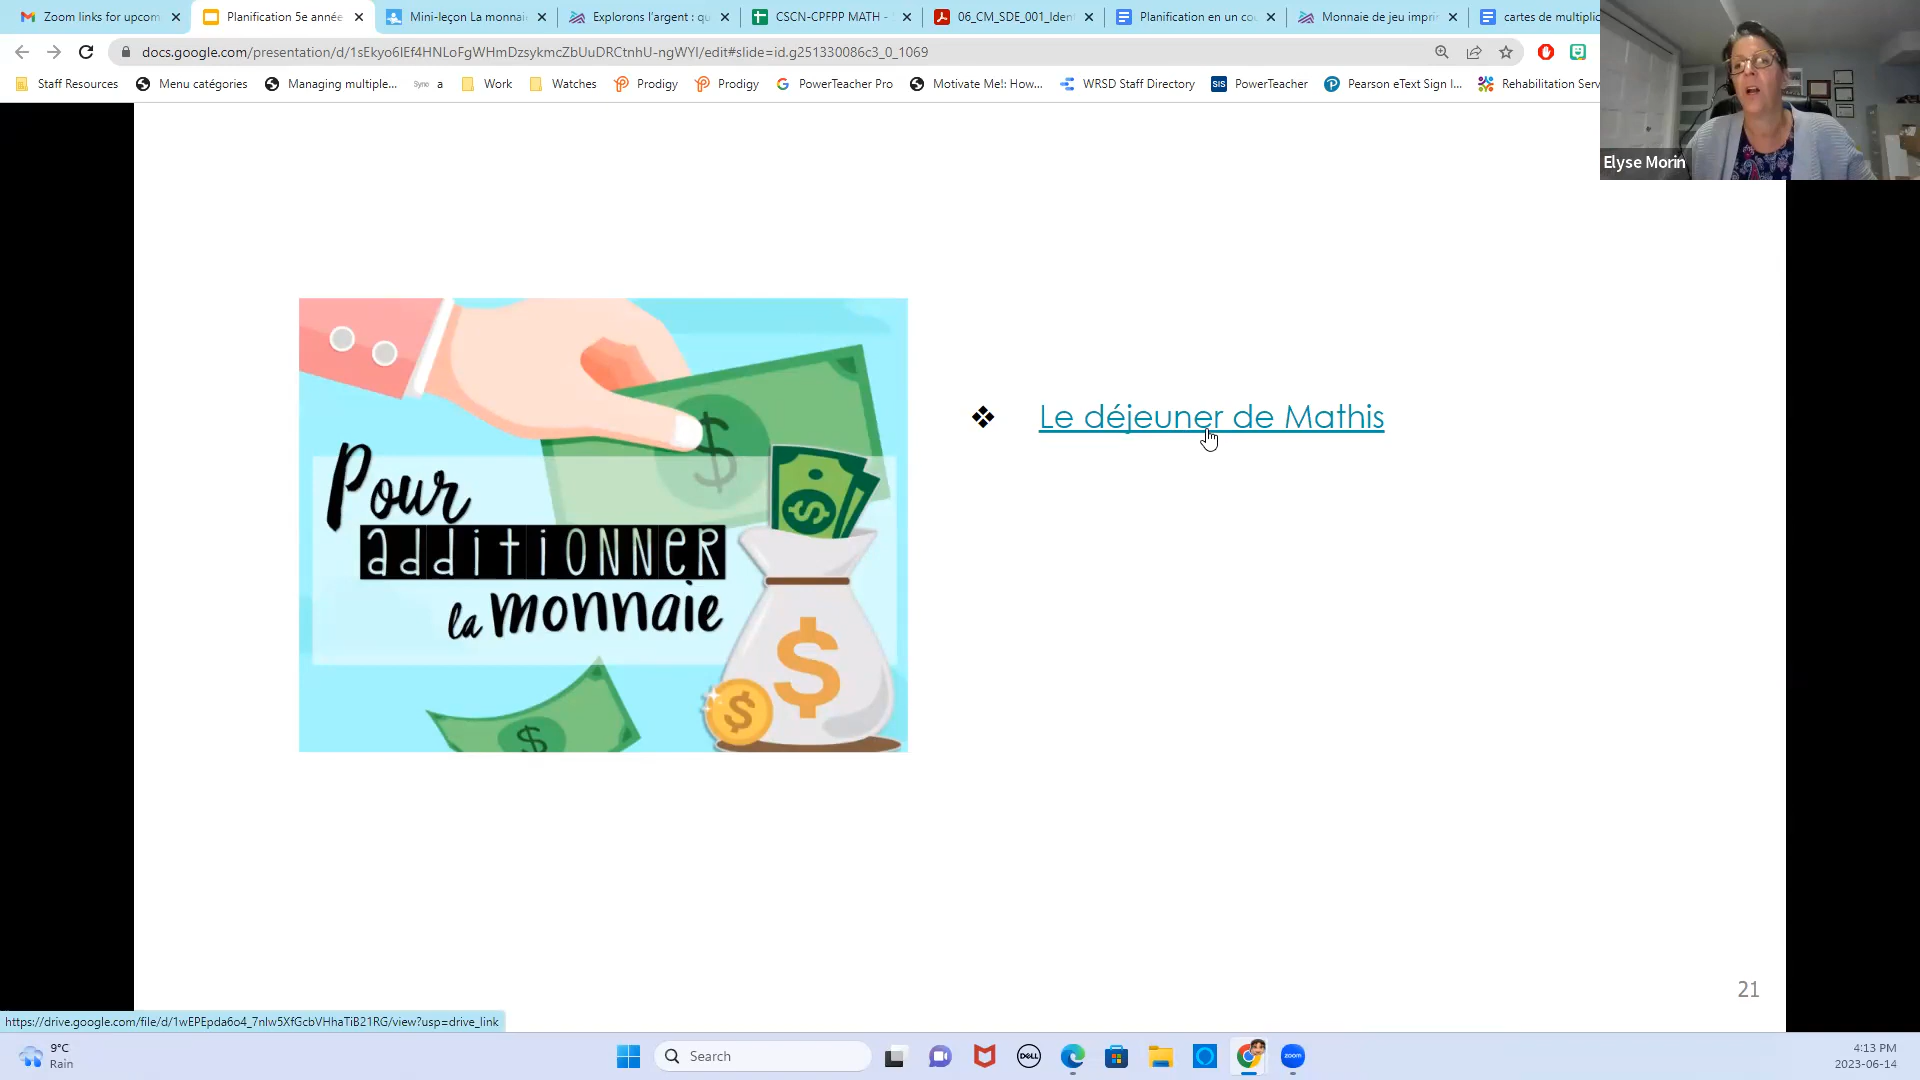 Zoom links for upcom
Planification 5e année
Mini-leçon La monnai
Explorons l'argent : qu
CSCN-CPFPP MATH -
06_CM_SDE_001_Iden
Planification en un co
Monnaie de jeu impri
cartes de multiplic
docs.google.com/presentation/d/1sEkyo6lEf4HNLoFgWHmDzsykmcZbUuDRCtnhU-ngWYI/edit#slide=id.g251330086c3_0_1069
Staff Resources
Menu catégories
Managing multiple...
Sync
a
Work
Watches
Prodigy
Prodigy
PowerTeacher Pro
Motivate Me!: How...
WRSD Staff Directory
SIS
PowerTeacher
Pearson eText Sign I...
Rehabilitation Serv
Elyse Morin
Pour
additionner
la monnaie
$
$
$
$
$
❖ Le déjeuner de Mathis
21
https://drive.google.com/file/d/1wEPEpda6o4_7nlw5XfGcbVHhaTiB21RG/view?usp=drive_link
9°C
Rain
Search
DELL
zoom
4:13 PM
2023-06-14